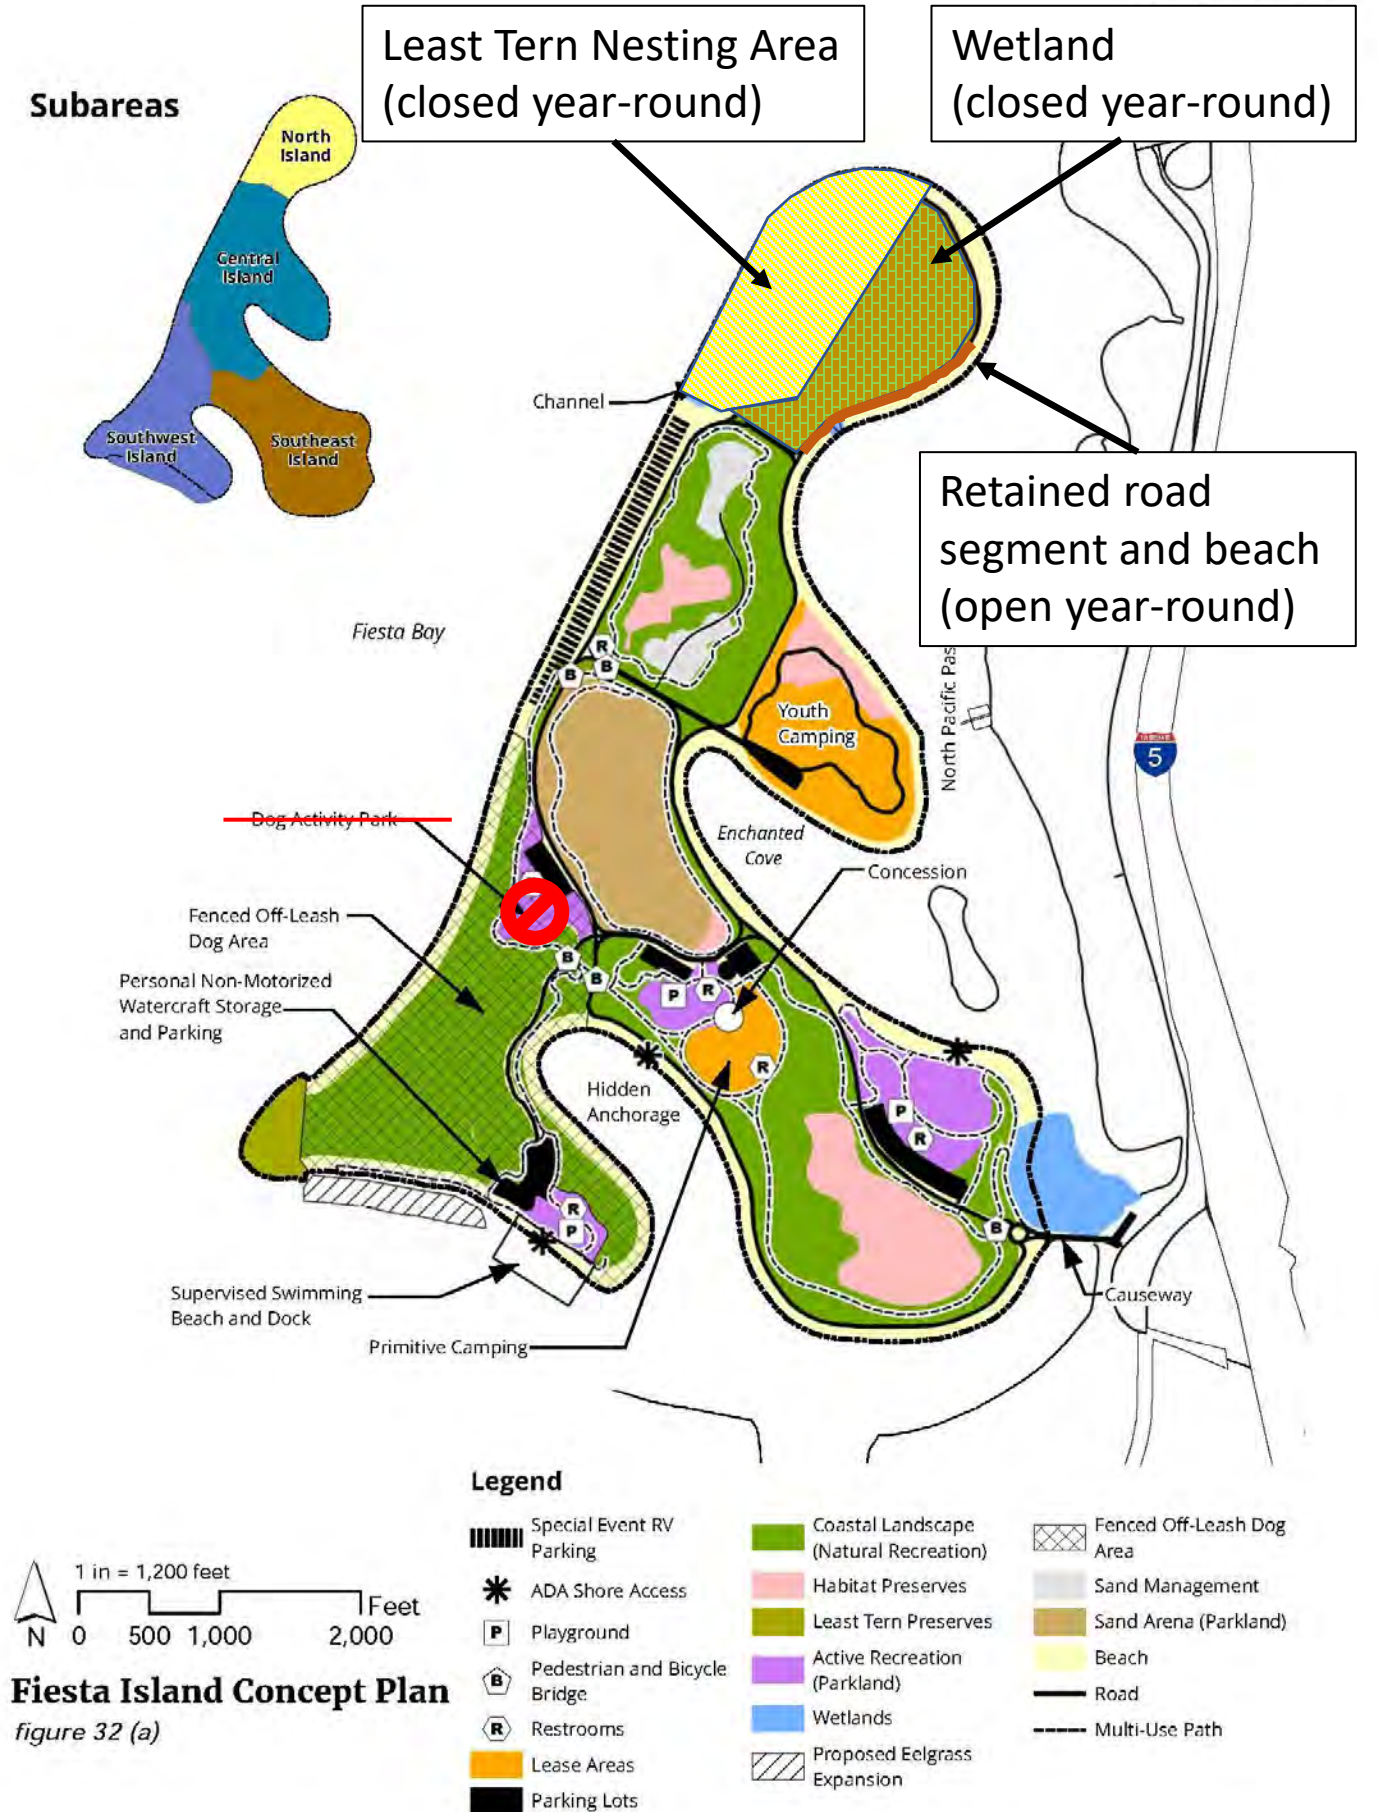 Least Tern Nesting Area
(closed year-round)
Wetland
(closed year-round)
Subareas
North
Island
Central
Island
Southwest
Island
Southeast
Island
Channel
Retained road
segment and beach
(open year-round)
Fiesta Bay
R
B
B
Youth
Camping
North Pacific Pas
5
Dog Activity Park
Enchanted
Cove
Concession
Fenced Off-Leash
Dog Area
B
B
P
R
Personal Non-Motorized
Watercraft Storage
and Parking
R
Hidden
Anchorage
P
R
R
P
B
Supervised Swimming
Beach and Dock
Causeway
Primitive Camping
Legend
Special Event RV
Parking
ADA Shore Access
P
Playground
B
Pedestrian and Bicycle
Bridge
R
Restrooms
Lease Areas
Parking Lots
Coastal Landscape
(Natural Recreation)
Habitat Preserves
Least Tern Preserves
Active Recreation
(Parkland)
Wetlands
Proposed Eelgrass
Expansion
Fenced Off-Leash Dog
Area
Sand Management
Sand Arena (Parkland)
Beach
Road
Multi-Use Path
1 in = 1,200 feet
Feet
N 0 500 1,000 2,000
Fiesta Island Concept Plan
figure 32 (a)